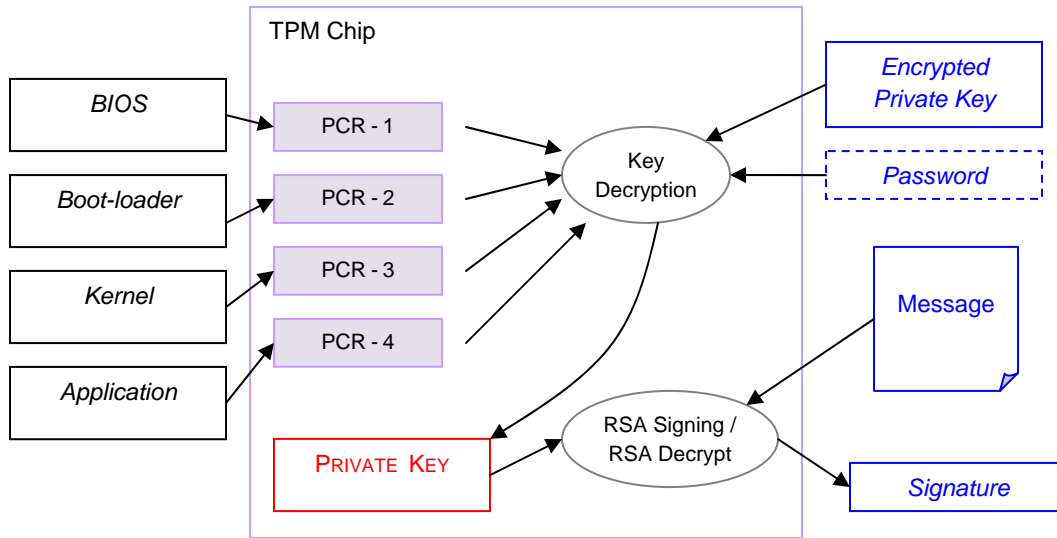 TPM Chip
BIOS
Boot-loader
Kernel
Application
PCR - 1
PCR - 2
PCR - 3
PCR - 4
PRIVATE KEY
Key
Decryption
RSA Signing /
RSA Decrypt
Encrypted
Private Key
Password
Message
Signature